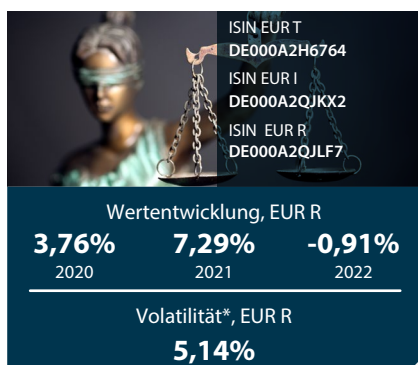 ISIN EUR T
DE000A2H6764
ISIN EUR I
DE000A2QJKX2
ISIN EUR R
DE000A2QJLF7
Wertentwicklung, EUR R
3,76% 7,29% -0,91%
2020 2021 2022
Volatilität*, EUR R
5,14%